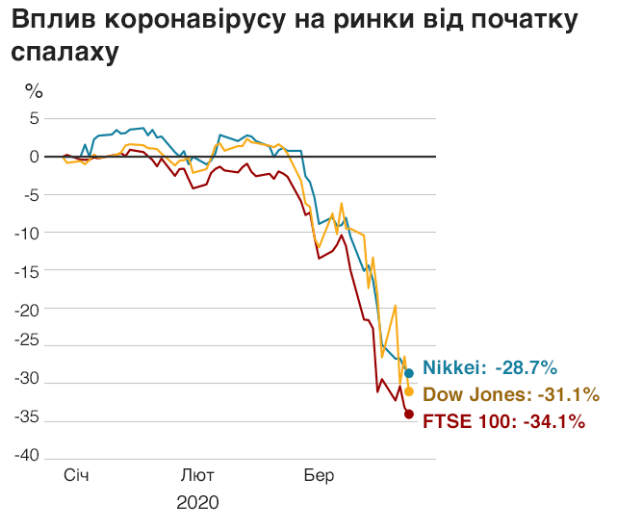 Вплив коронавірусу на ринки від початку
спалаху
%
5
0
-5
-10
-15
-20
-25
-30
-35
-40
Nikkei: -28.7%
Dow Jones: -31.1%
FTSE 100: -34.1%
Січ Лют Бер
2020